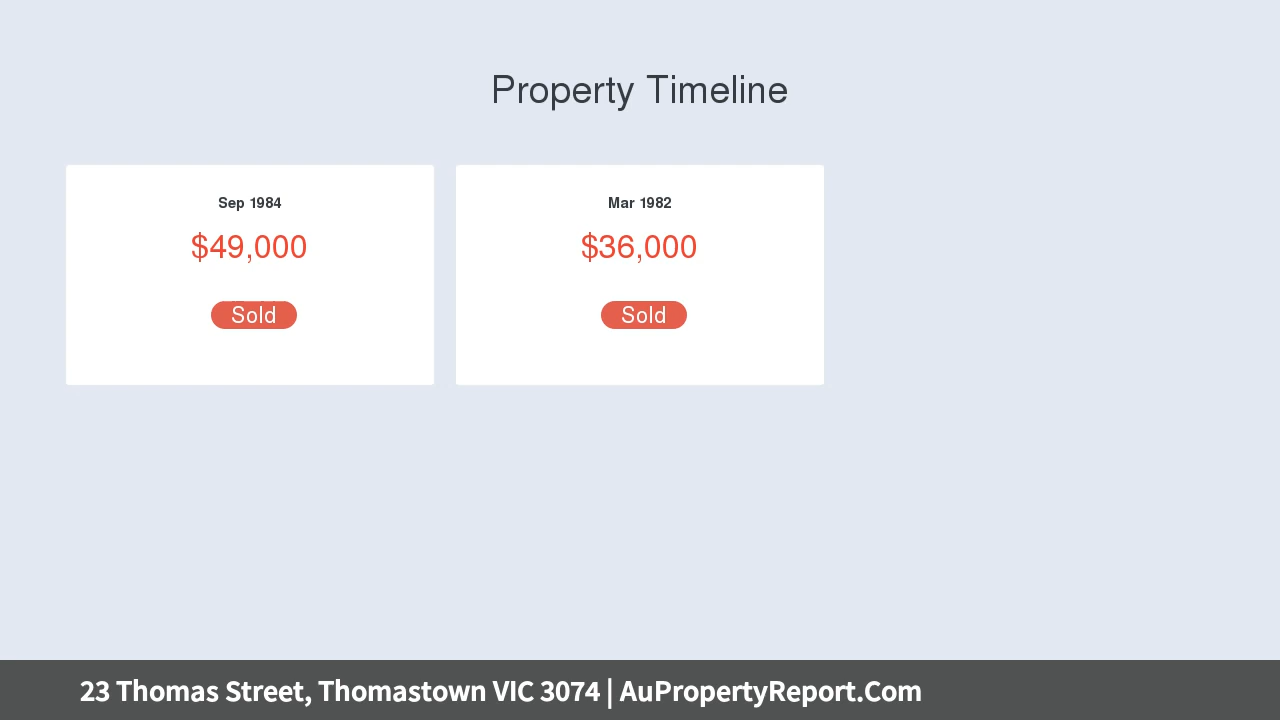 Property Timeline
Sep 1984
$49,000
Sold
Mar 1982
$36,000
Sold
23 Thomas Street, Thomastown VIC 3074 | AuPropertyReport.Com